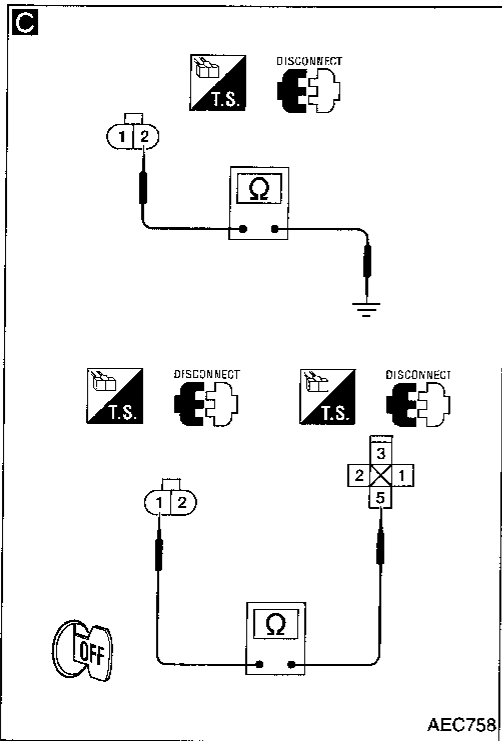 C
T.S.
DISCONNECT
1 2
Ω
DISCONNECT
DISCONNECT
T.S.
T.S.
3
2 1
5
1 2
Ω
OFF
AEC758